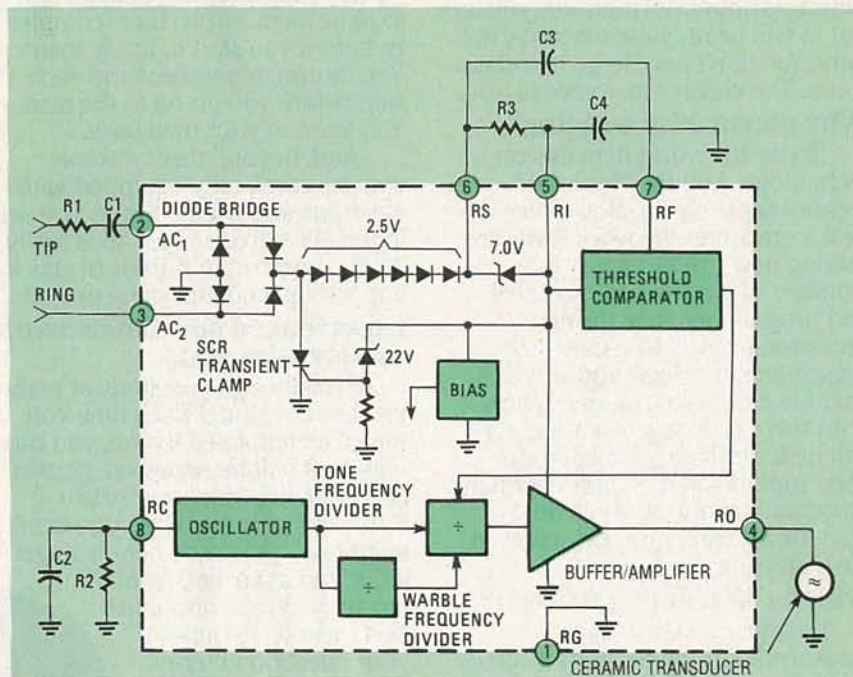 C3
R3
C4
6
5
7
RS
RI
RF
R1
C1
2
DIODE BRIDGE
TIP
AC1
2.5V
7.0V
THRESHOLD
COMPARATOR
RING
3
AC2
SCR
TRANSIENT
CLAMP
22V
BIAS
TONE
FREQUENCY
DIVIDER
RC
8
OSCILLATOR
÷
RO
4
C2
R2
÷
BUFFER/AMPLIFIER
WARBLE
FREQUENCY
DIVIDER
RG
1
CERAMIC TRANSDUCER
≈